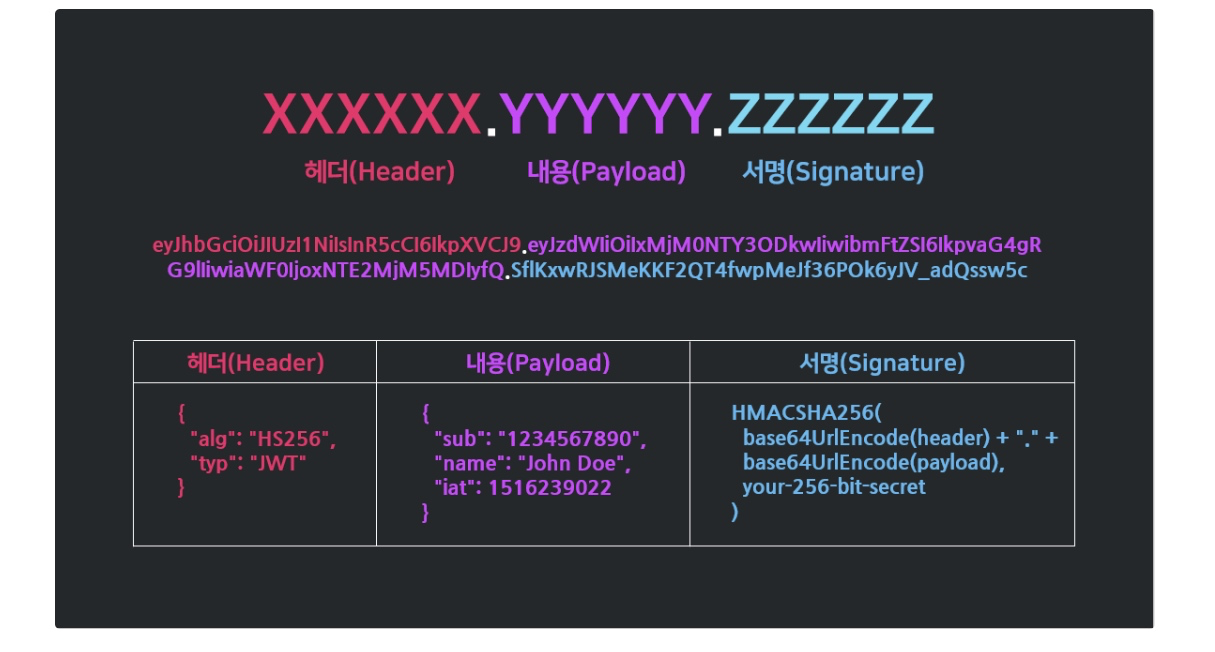 XXXXXX.YYYYYY.ZZZZZZ
헤더(Header) 내용(Payload) 서명(Signature)
eyJhbGciOiJIUzI1NiIsInR5cCI6IkpXVCJ9.eyJzdWIiOiIxMjM0NTY3ODkwIiwibmFtZSI6IkpvaG4gR
G9lIiwiaWF0IjoxNTE2MjM5MDIyfQ.SflKxwRJSMeKKF2QT4fwpMeJf36POk6yJV_adQssw5c
헤더(Header) 내용(Payload) 서명(Signature)
{
"alg": "HS256",
"typ": "JWT"
}
{
"sub": "1234567890",
"name": "John Doe",
"iat": 1516239022
}
HMACSHA256(
base64UrlEncode(header) + "." +
base64UrlEncode(payload),
your-256-bit-secret
)